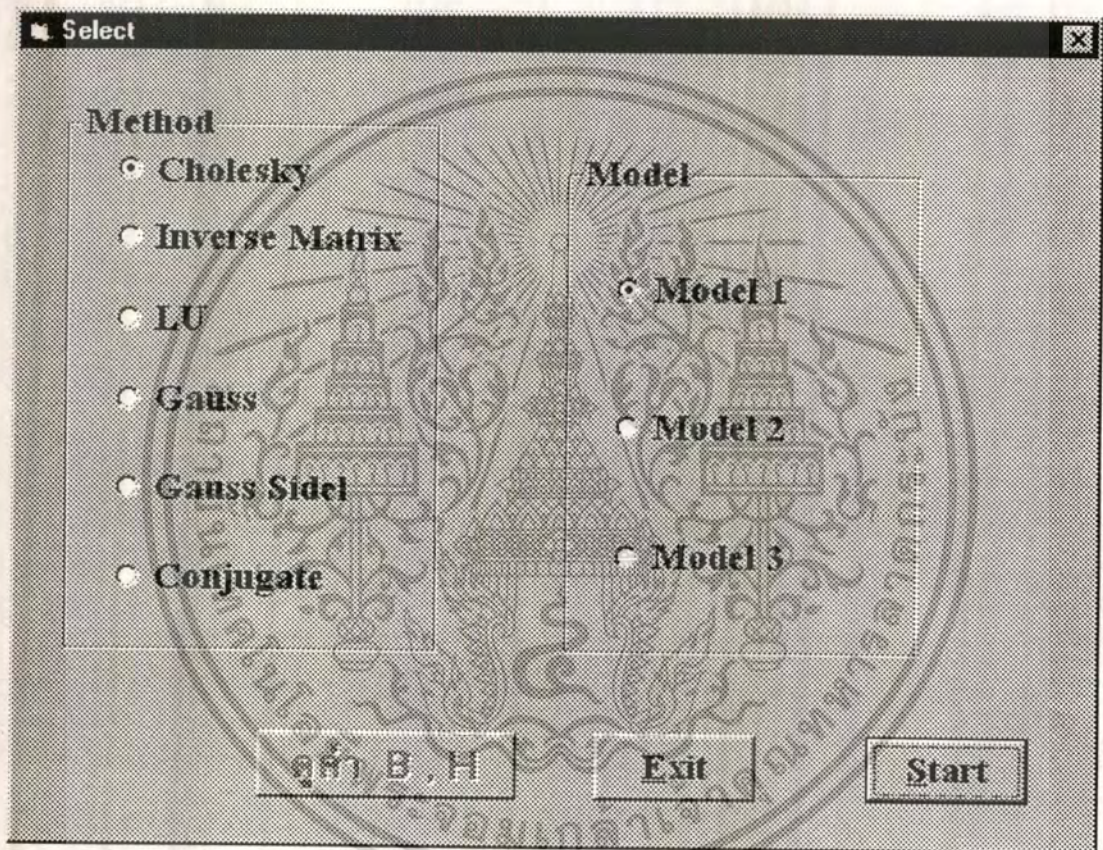 Select
Method
Cholesky
Inverse Matrix
LU
Gauss
Gauss Sidel
Conjugate
Model
Model 1
Model 2
Model 3
ดูค่า B , H
Exit
Start